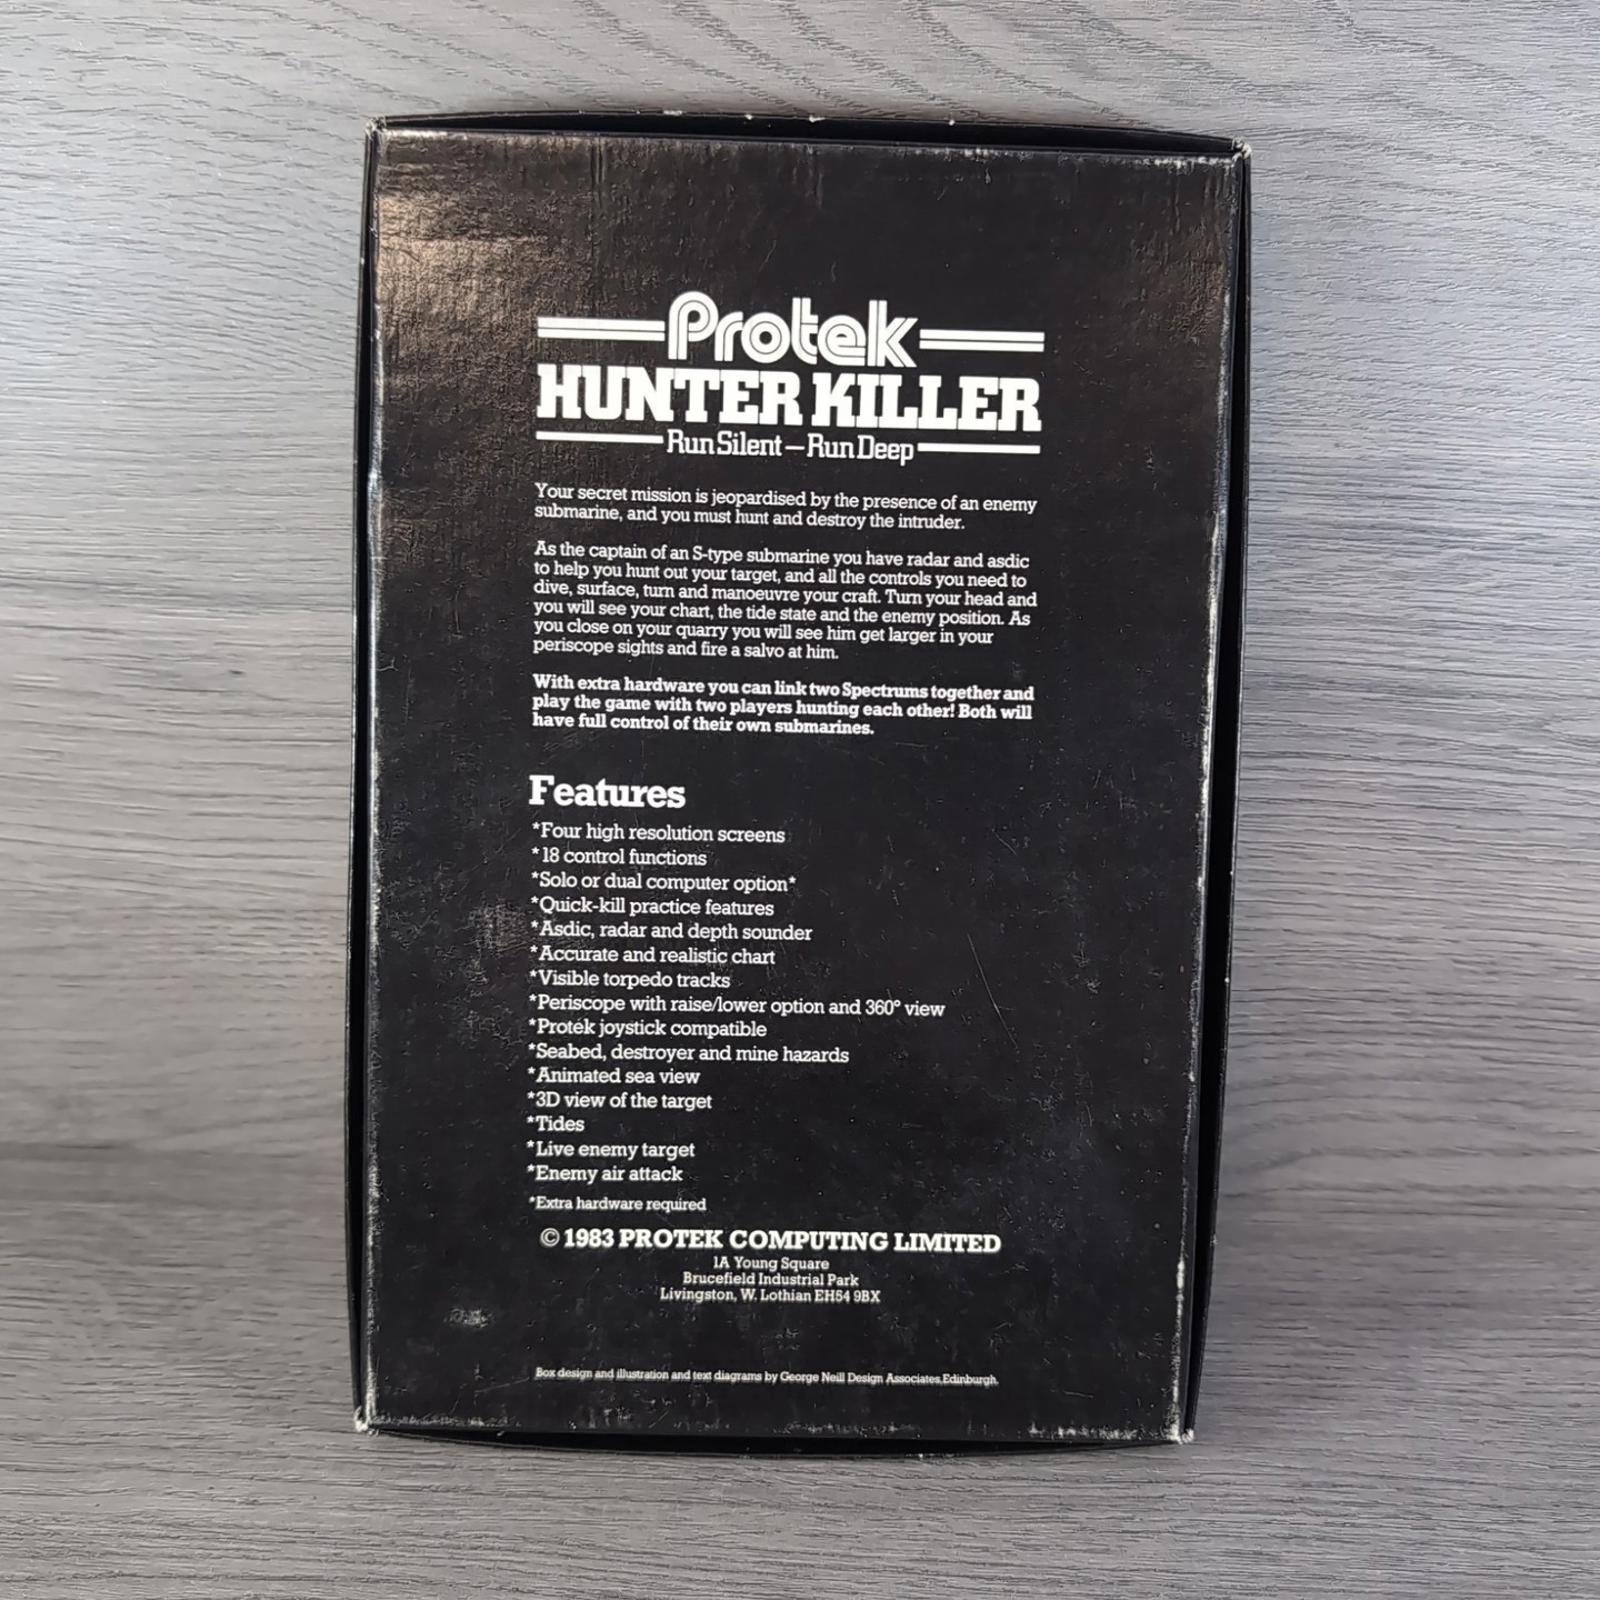 Protek
HUNTER KILLER
Run Silent – Run Deep
Your secret mission is jeopardised by the presence of an enemy
submarine, and you must hunt and destroy the intruder.
As the captain of an S-type submarine you have radar and asdic
to help you hunt out your target, and all the controls you need to
dive, surface, turn and manoeuvre your craft. Turn your head and
you will see your chart, the tide state and the enemy position. As
you close on your quarry you will see him get larger in your
periscope sights and fire a salvo at him.
With extra hardware you can link two Spectrums together and
play the game with two players hunting each other! Both will
have full control of their own submarines.
Features
*Four high resolution screens
*18 control functions
*Solo or dual computer option*
*Quick-kill practice features
*Asdic, radar and depth sounder
*Accurate and realistic chart
*Visible torpedo tracks
*Periscope with raise/lower option and 360° view
*Protek joystick compatible
*Seabed, destroyer and mine hazards
*Animated sea view
*3D view of the target
*Tides
*Live enemy target
*Enemy air attack
*Extra hardware required
© 1983 PROTEK COMPUTING LIMITED
1A Young Square
Brucefield Industrial Park
Livingston, W. Lothian EH54 9BX
Box design and illustration and text diagrams by George Neill Design Associates, Edinburgh.